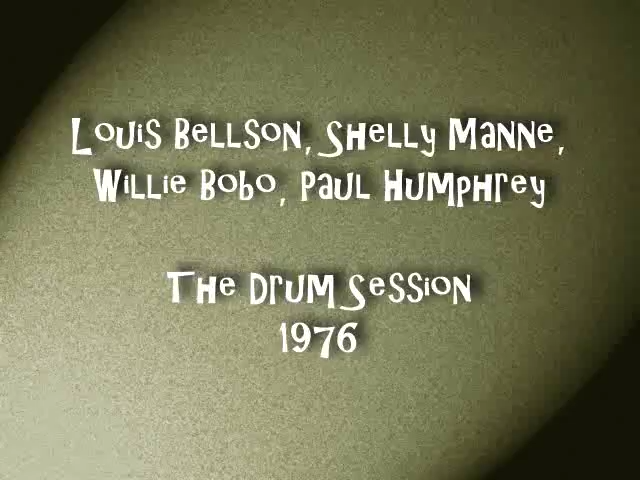 Louis Bellson, Shelly Manne,
Willie Bobo, Paul Humphrey
The Drum Session
1976